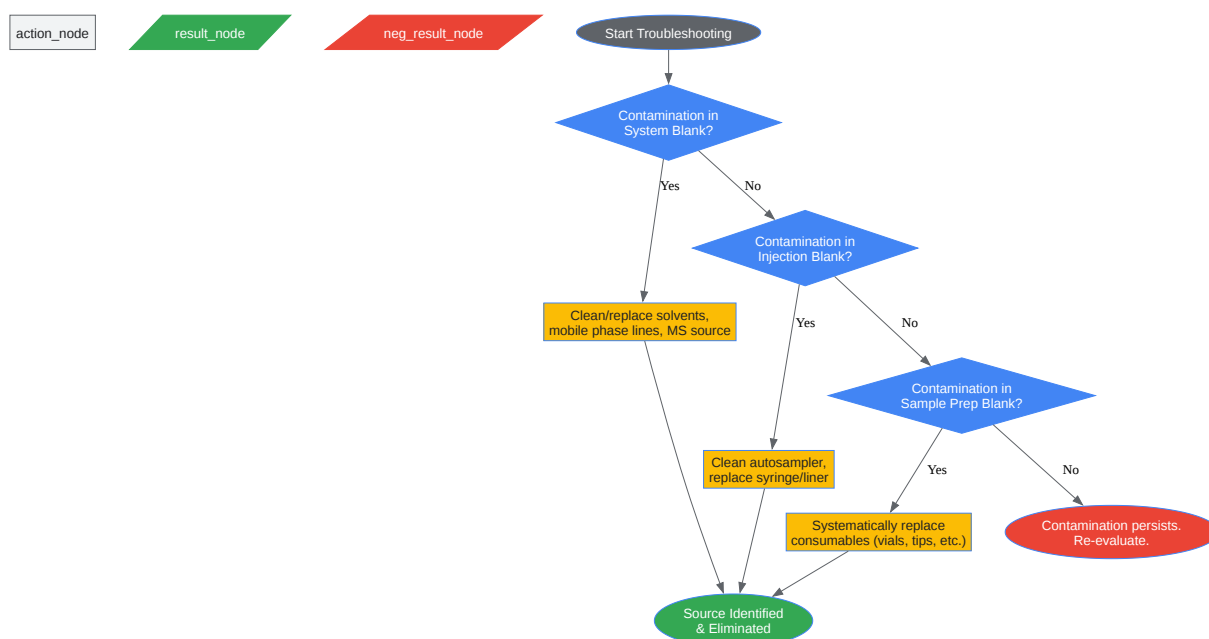 action_node
result_node
neg_result_node
Start Troubleshooting
Contamination in
System Blank?
Yes
No
Contamination in
Injection Blank?
Clean/replace solvents,
mobile phase lines, MS source
Yes
No
Contamination in
Sample Prep Blank?
Clean autosampler,
replace syringe/liner
Yes
No
Systematically replace
consumables (vials, tips, etc.)
Contamination persists.
Re-evaluate.
Source Identified
& Eliminated